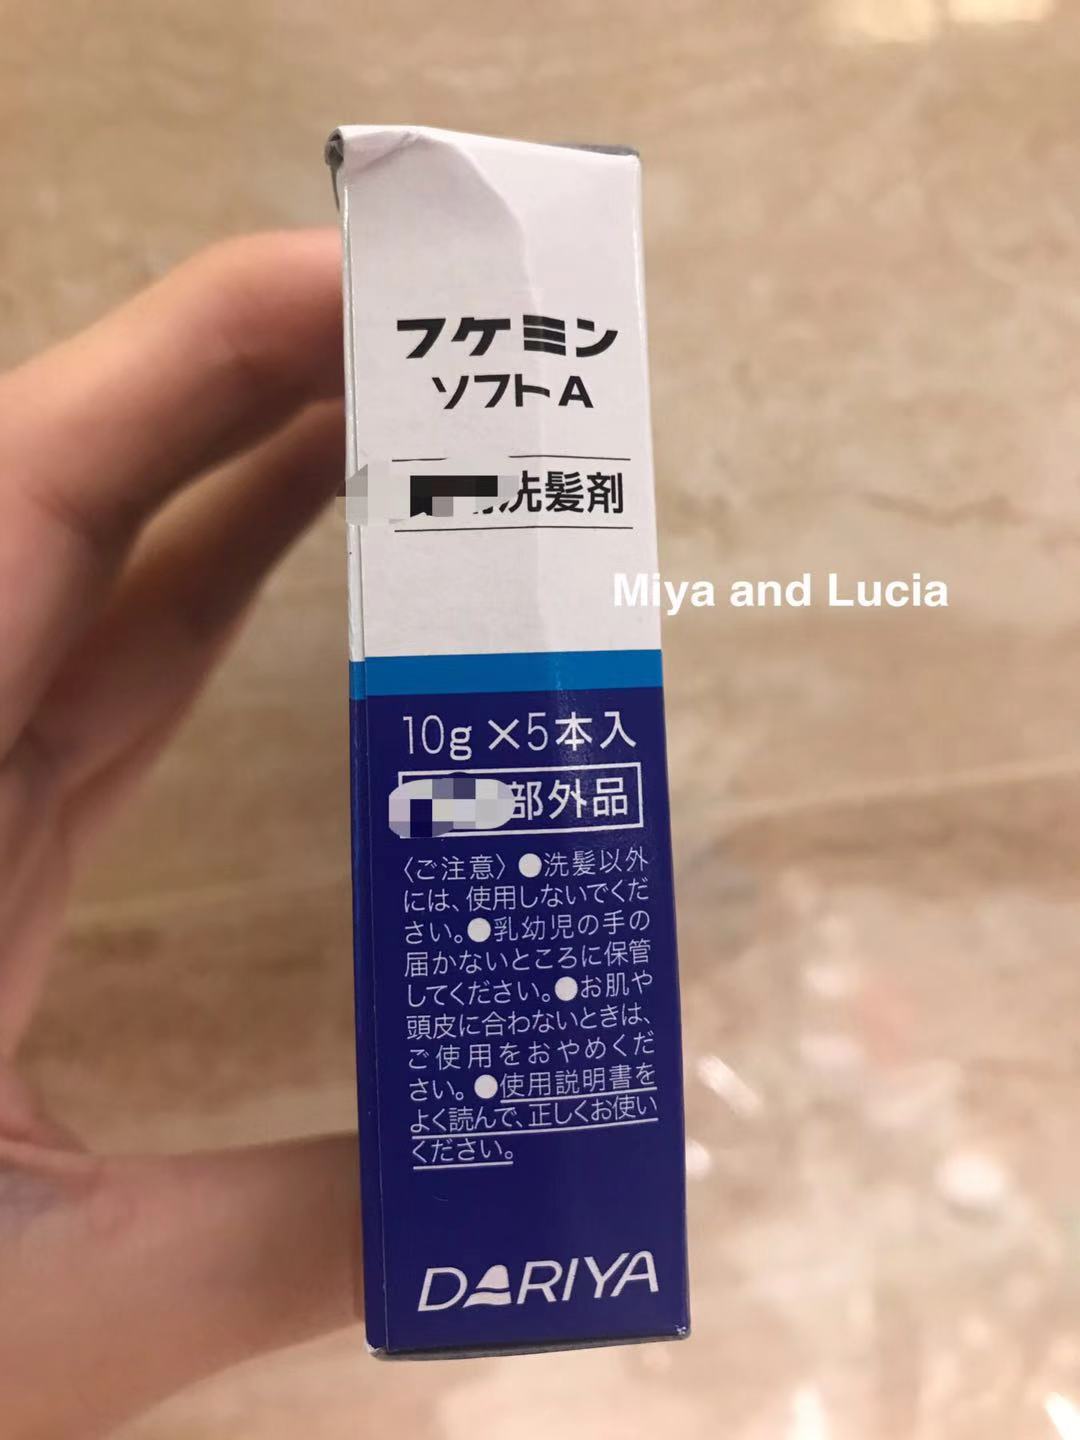 フケミン
ソフトA
洗髪剤
Miya and Lucia
10g×5本入
部外品
〈ご注意〉●洗髪以外
には、使用しないでくだ
さい。●乳幼児の手の
届かないところに保管
してください。●お肌や
頭皮に合わないときは、
ご使用をおやめくだ
さい。●使用説明書を
よく読んで、正しくお使い
ください。
DARIYA